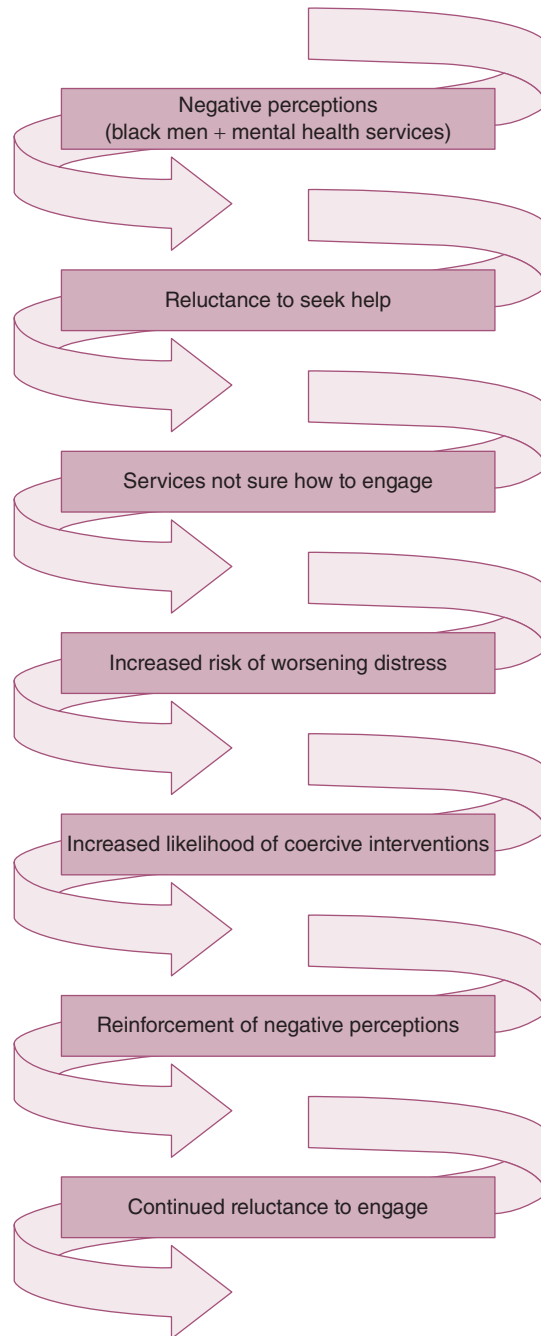 Negative perceptions
(black men + mental health services)
Reluctance to seek help
Services not sure how to engage
Increased risk of worsening distress
Increased likelihood of coercive interventions
Reinforcement of negative perceptions
Continued reluctance to engage